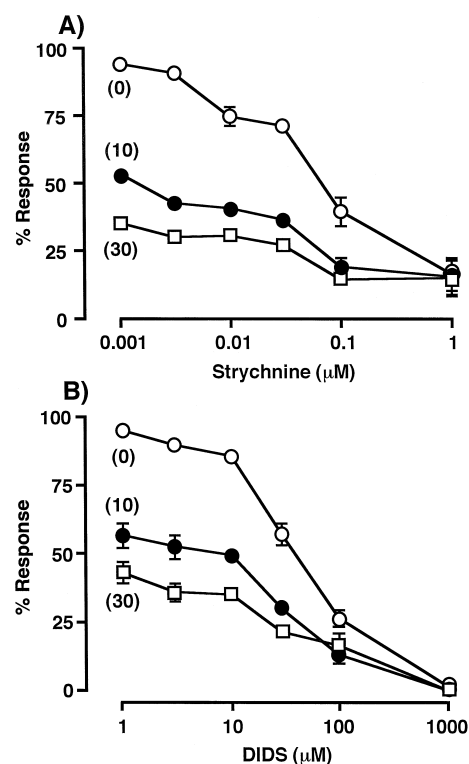 A)
100
(0)
75
(10)
50
% Response
(30)
25
0
0.001 0.01 0.1 1
Strychnine (μM)
B)
100
(0)
75
(10)
50
% Response
(30)
25
0
1 10 100 1000
DIDS (μM)